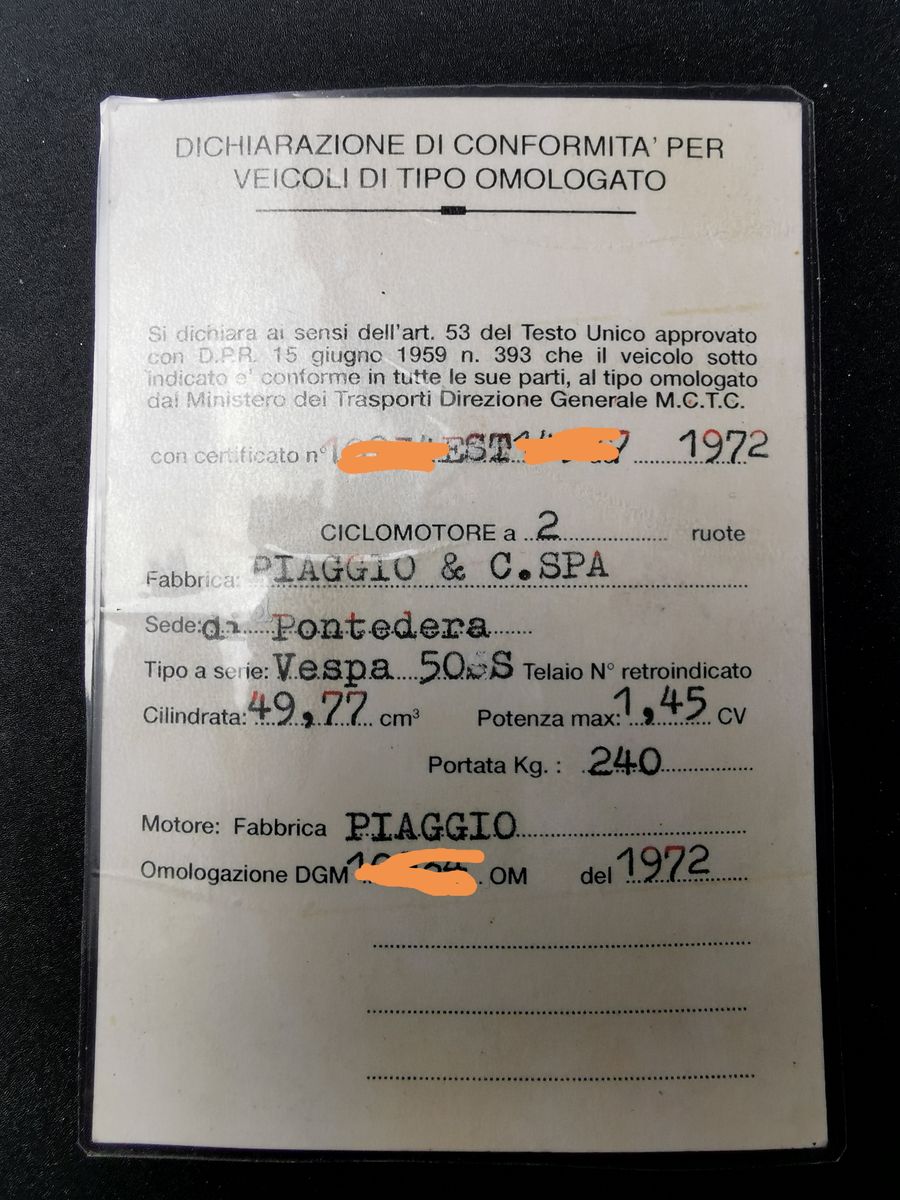 DICHIARAZIONE DI CONFORMITA' PER
VEICOLI DI TIPO OMOLOGATO
Si dichiara ai sensi dell'art. 53 del Testo Unico approvato
con D.P.R. 15 giugno 1959 n. 393 che il veicolo sotto
indicato e' conforme in tutte le sue parti, al tipo omologato
dal Ministero dei Trasporti Direzione Generale M.C.T.C.
con certificato n° EST 1972
CICLOMOTORE a 2 ruote
Fabbrica: PIAGGIO & C.SPA
Sede: di Pontedera
Tipo a serie: Vespa Telaio N° retroindicato
Cilindrata: 49,77 cm³ Potenza max: 1,45 CV
Portata Kg. : 240
Motore: Fabbrica PIAGGIO
Omologazione DGM OM del 1972